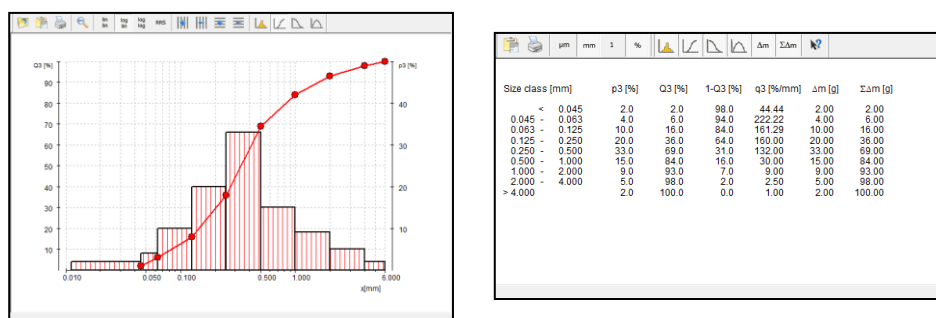 lin lin log lin log log RRS
Q3 [%] p3 [%]
90
80 40
70
60 30
50
40 20
30
20 10
10
0.010 0.050 0.100 0.500 1.000 6.000
x[mm]
µm mm 1 % Δm ΣΔm
Size class [mm] p3 [%] Q3 [%] 1-Q3 [%] q3 [%/mm] Δm [g] ΣΔm [g]
< 0.045 2.0 2.0 98.0 44.44 2.00 2.00
0.045 - 0.063 4.0 6.0 94.0 222.22 4.00 6.00
0.063 - 0.125 10.0 16.0 84.0 161.29 10.00 16.00
0.125 - 0.250 20.0 36.0 64.0 160.00 20.00 36.00
0.250 - 0.500 33.0 69.0 31.0 132.00 33.00 69.00
0.500 - 1.000 15.0 84.0 16.0 30.00 15.00 84.00
1.000 - 2.000 9.0 93.0 7.0 9.00 9.00 93.00
2.000 - 4.000 5.0 98.0 2.0 2.50 5.00 98.00
> 4.000 2.0 100.0 0.0 1.00 2.00 100.00